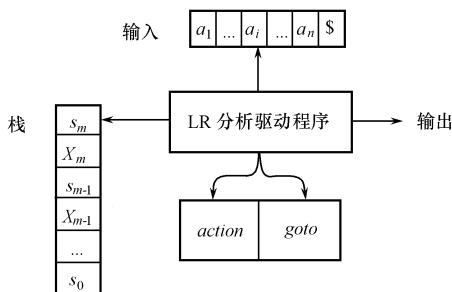 输入
a1 ... ai ... an $
栈
LR 分析驱动程序
输出
sm
Xm
sm-1
Xm-1
...
s0
action goto